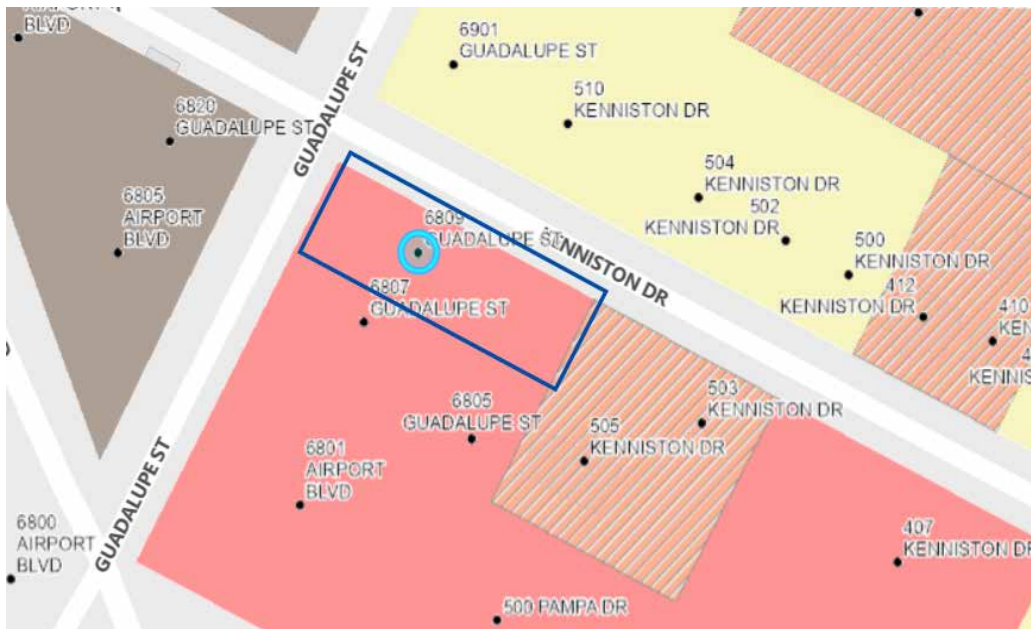 BLVD
6901
GUADALUPE ST
510
KENNISTON DR
6820
GUADALUPE ST
GUADALUPE ST
504
KENNISTON DR
6805
AIRPORT
BLVD
6809
GUADALUPE ST
502
KENNISTON DR
KENNISTON DR
500
KENNISTON DR
412
KENNISTON DR
410
KEN
KENNIS
6807
GUADALUPE ST
6805
GUADALUPE ST
503
KENNISTON DR
505
KENNISTON DR
6801
AIRPORT
BLVD
GUADALUPE ST
6800
AIRPORT
BLVD
407
KENNISTON DR
500 PAMPA DR